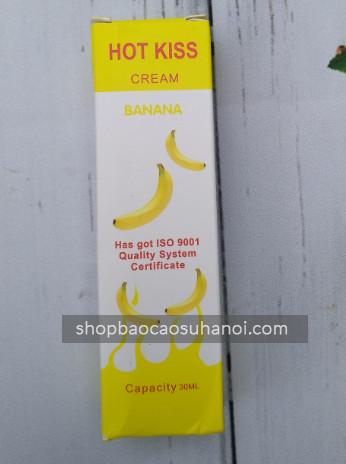 HOT KISS
CREAM
BANANA
Has got ISO 9001
Quality System
Certificate
shopbaocaosuhanoi.com
Capacity 30ML